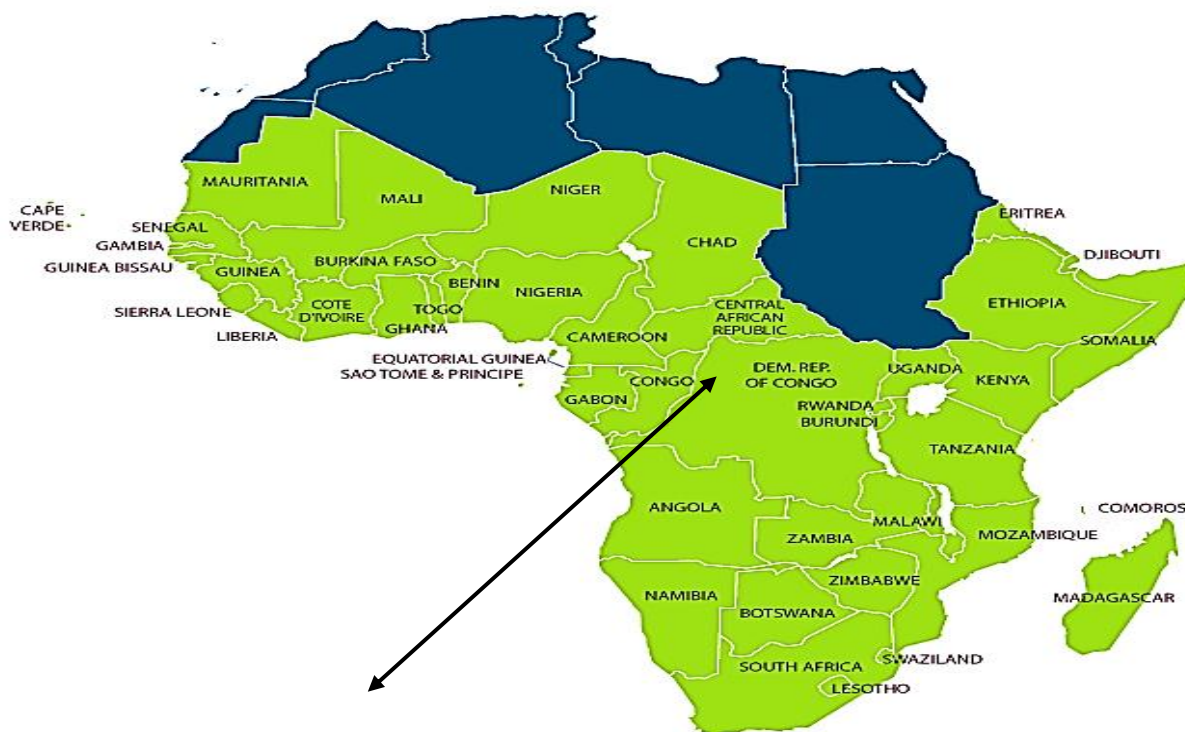 MAURITANIA
MALI
NIGER
CHAD
ERITREA
CAPE
VERDE
SENEGAL
GAMBIA
GUINEA BISSAU
GUINEA
BURKINA FASO
BENIN
NIGERIA
DJIBOUTI
ETHIOPIA
SIERRA LEONE
COTE
D'IVOIRE
TOGO
GHANA
LIBERIA
CENTRAL
AFRICAN
REPUBLIC
CAMEROON
SOMALIA
EQUATORIAL GUINEA
SAO TOME & PRINCIPE
CONGO
GABON
DEM. REP.
OF CONGO
UGANDA
KENYA
RWANDA
BURUNDI
TANZANIA
ANGOLA
ZAMBIA
MALAWI
COMOROS
MOZAMBIQUE
NAMIBIA
ZIMBABWE
BOTSWANA
MADAGASCAR
SOUTH AFRICA
SWAZILAND
LESOTHO